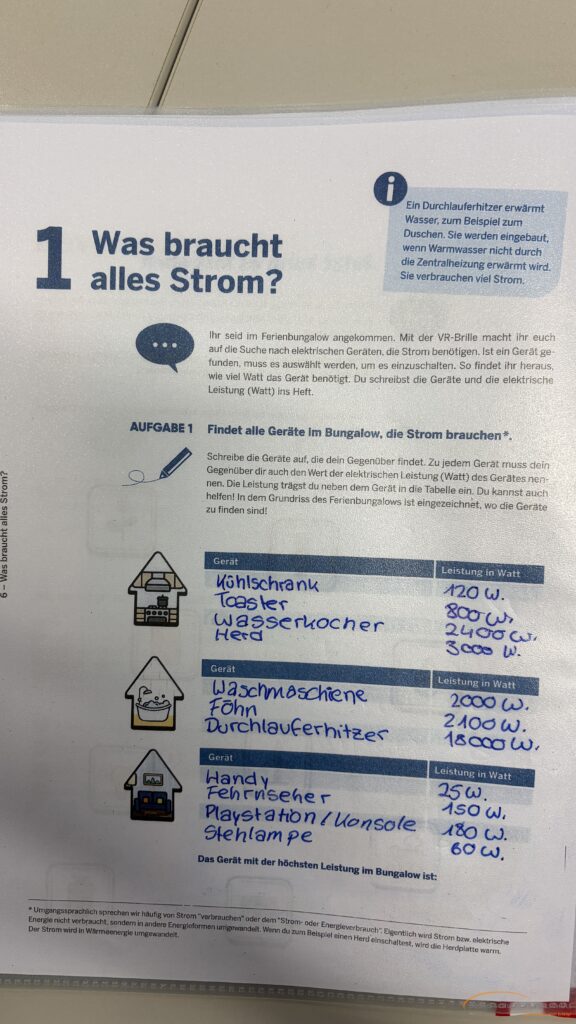 1 Was braucht
alles Strom?
i
Ein Durchlauferhitzer erwärmt
Wasser, zum Beispiel zum
Duschen. Sie werden eingebaut,
wenn Warmwasser nicht durch
die Zentralheizung erwärmt wird.
Sie verbrauchen viel Strom.
Ihr seid im Ferienbungalow angekommen. Mit der VR-Brille macht ihr euch
auf die Suche nach elektrischen Geräten, die Strom benötigen. Ist ein Gerät ge-
funden, muss es auswählt werden, um es einzuschalten. So findet ihr heraus,
wie viel Watt das Gerät benötigt. Du schreibst die Geräte und die elektrische
Leistung (Watt) ins Heft.
AUFGABE 1 Findet alle Geräte im Bungalow, die Strom brauchen*.
Schreibe die Geräte auf, die dein Gegenüber findet. Zu jedem Gerät muss dein
Gegenüber dir auch den Wert der elektrischen Leistung (Watt) des Gerätes nen-
nen. Die Leistung trägst du neben dem Gerät in die Tabelle ein. Du kannst auch
helfen! In dem Grundriss des Ferienbungalows ist eingezeichnet, wo die Geräte
zu finden sind!
6 – Was braucht alles Strom?
Gerät Leistung in Watt
Kühlschrank 120 W.
Toaster 800 W.
Wasserkocher 2400 W.
Herd 3000 W.
Gerät Leistung in Watt
Waschmaschiene 2000 W.
Föhn 2100 W.
Durchlauferhitzer 18000 W.
Gerät Leistung in Watt
Handy 25 W.
Fehrnseher 150 W.
Playstation/Konsole 180 W.
Stehlampe 60 W.
Das Gerät mit der höchsten Leistung im Bungalow ist:
* Umgangssprachlich sprechen wir häufig von Strom "verbrauchen" oder dem "Strom- oder Energieverbrauch". Eigentlich wird Strom bzw. elektrische
Energie nicht verbraucht, sondern in andere Energieformen umgewandelt. Wenn du zum Beispiel einen Herd einschaltest, wird die Herdplatte warm.
Der Strom wird in Wärmeenergie umgewandelt.